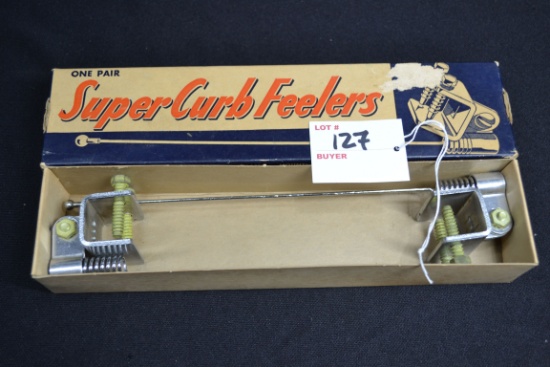 ONE PAIR
Super Curb Feelers
LOT # 127
BUYER